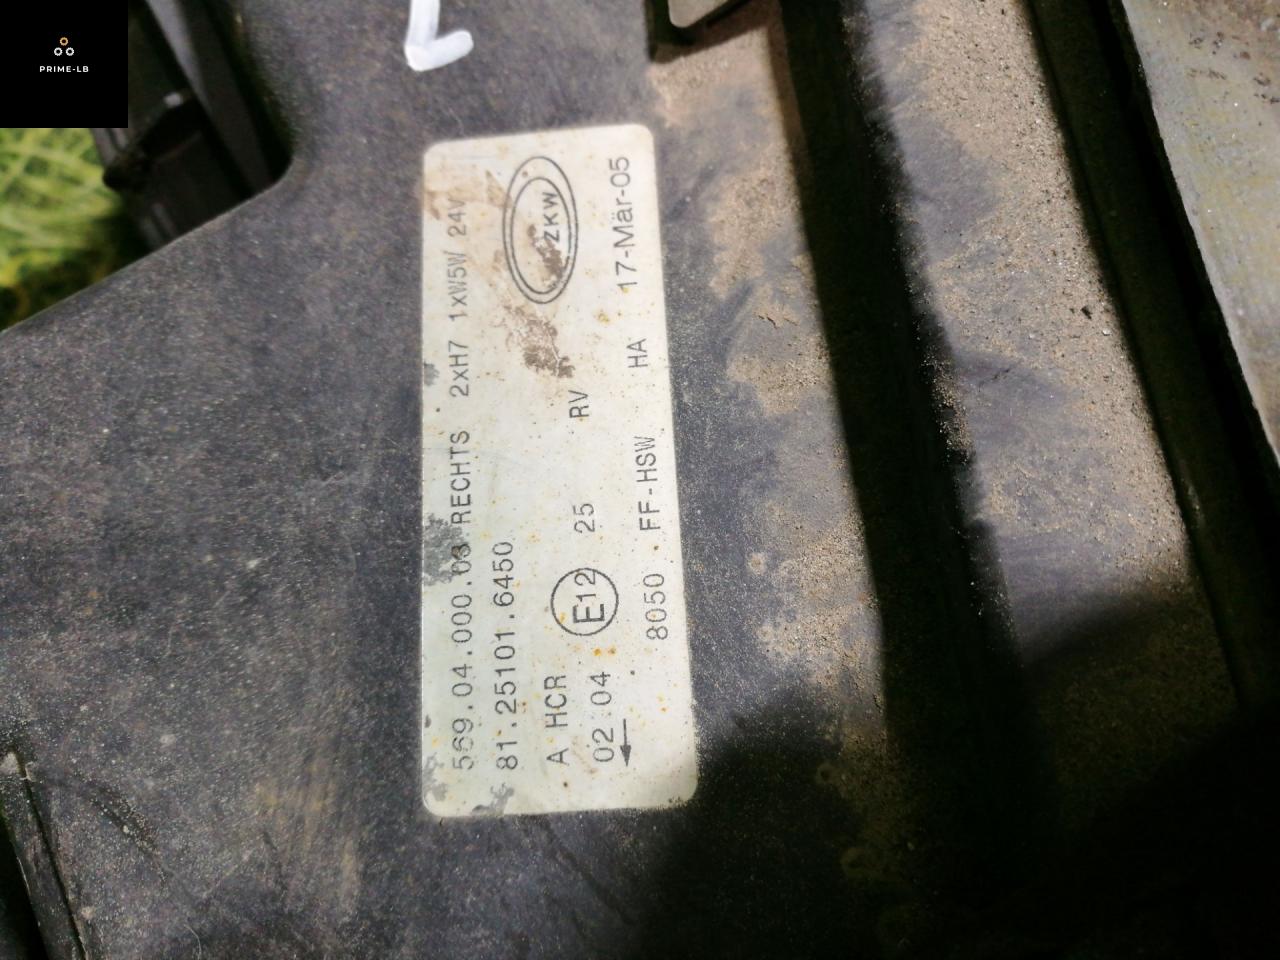 PRIME-LB
569.04.000.03 RECHTS 2xH7 1xW5W 24V
81.25101.6450
ZKW
A HCR
02 04 E12 25 RV
8050 FF-HSW HA 17-Mär-05